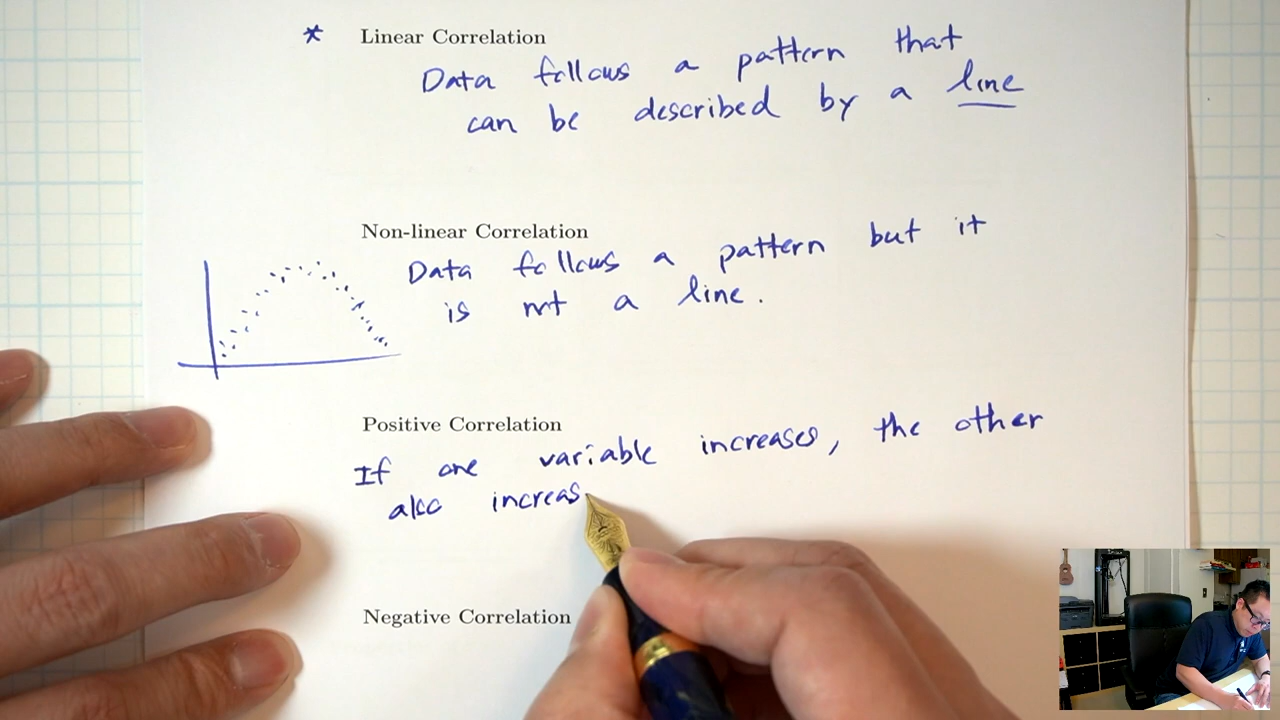 * Linear Correlation
Data follows a pattern that
can be described by a line
Non-linear Correlation
Data follows a pattern but it
is not a line.
Positive Correlation
If one variable increases, the other
also increas
Negative Correlation